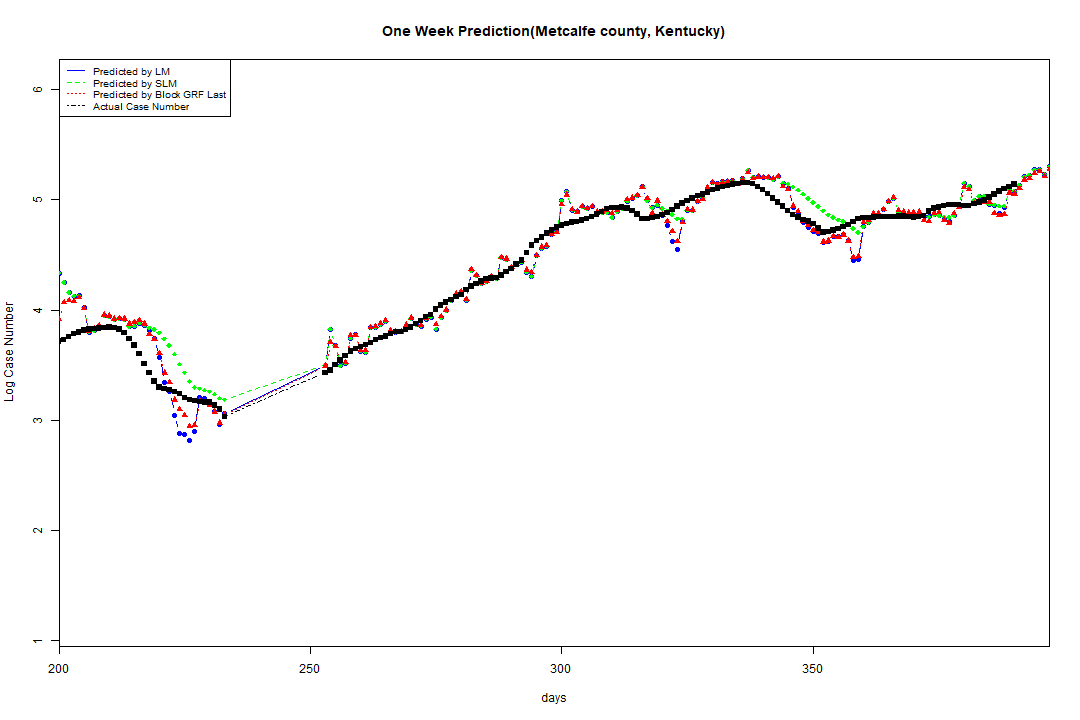 One Week Prediction(Metcalfe county, Kentucky)
Predicted by LM
Predicted by SLM
Predicted by Block GRF Last
Actual Case Number
6
5
4
3
2
1
Log Case Number
200 250 300 350
days